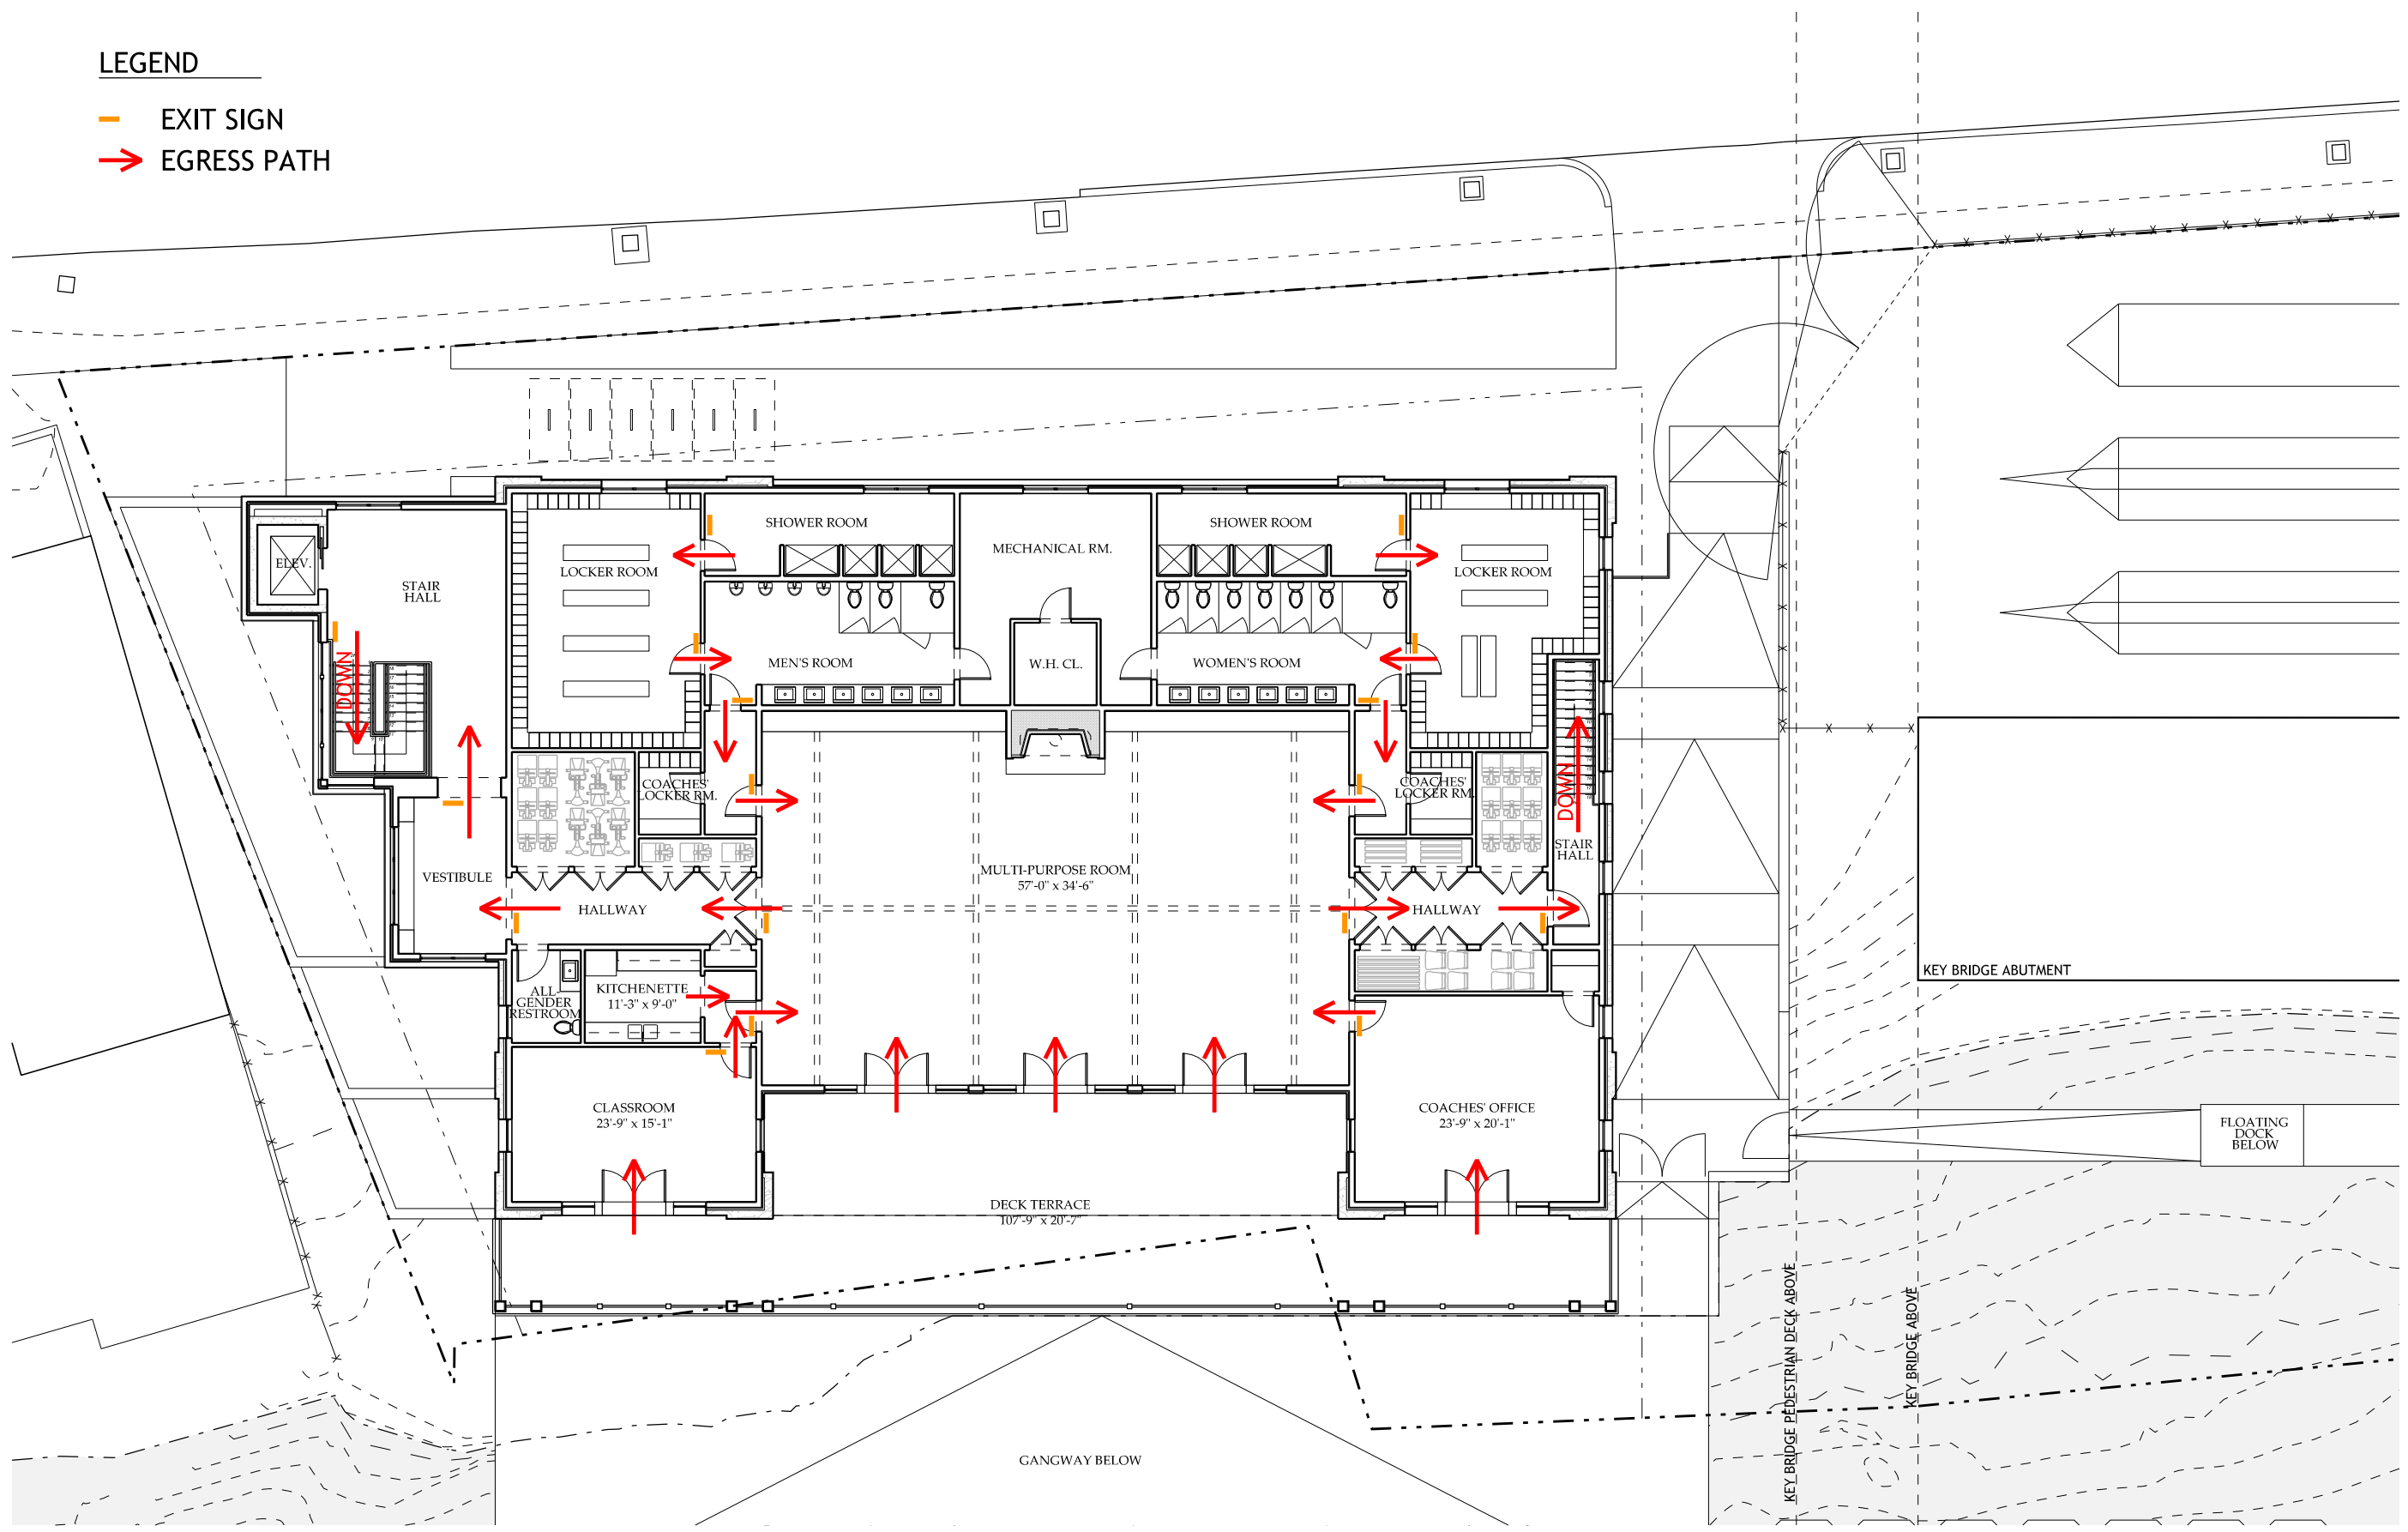 LEGEND
EXIT SIGN
EGRESS PATH
SHOWER ROOM
SHOWER ROOM
MECHANICAL RM.
ELEV.
STAIR
HALL
LOCKER ROOM
LOCKER ROOM
MEN'S ROOM
W.H. CL.
WOMEN'S ROOM
DOWN
DOWN
COACHES'
LOCKER RM.
COACHES'
LOCKER RM.
STAIR
HALL
VESTIBULE
MULTI-PURPOSE ROOM
57'-0" x 34'-6"
HALLWAY
HALLWAY
KEY BRIDGE ABUTMENT
ALL-
GENDER
RESTROOM
KITCHENETTE
11'-3" x 9'-0"
CLASSROOM
23'-9" x 15'-1"
COACHES' OFFICE
23'-9" x 20'-1"
FLOATING
DOCK
BELOW
DECK TERRACE
107'-9" x 20'-7"
KEY BRIDGE PEDESTRIAN DECK ABOVE
KEY BRIDGE ABOVE
GANGWAY BELOW